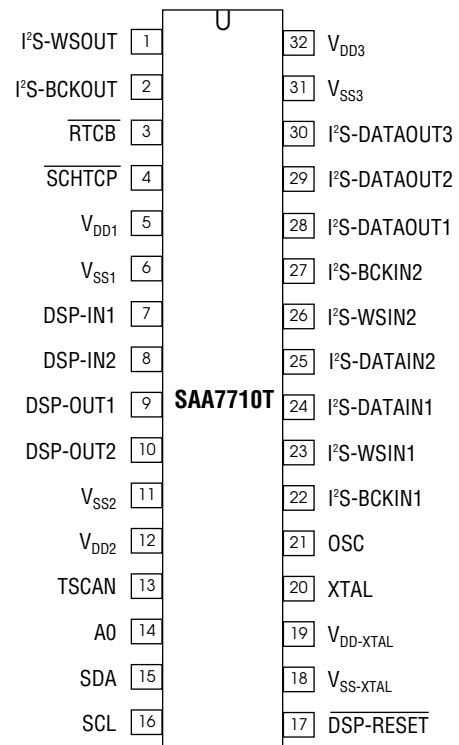 I²S-WSOUT 1
I²S-BCKOUT 2
RTCB 3
SCHTCP 4
VDD1 5
VSS1 6
DSP-IN1 7
DSP-IN2 8
DSP-OUT1 9
DSP-OUT2 10
VSS2 11
VDD2 12
TSCAN 13
A0 14
SDA 15
SCL 16
SAA7710T
32 VDD3
31 VSS3
30 I²S-DATAOUT3
29 I²S-DATAOUT2
28 I²S-DATAOUT1
27 I²S-BCKIN2
26 I²S-WSIN2
25 I²S-DATAIN2
24 I²S-DATAIN1
23 I²S-WSIN1
22 I²S-BCKIN1
21 OSC
20 XTAL
19 VDD-XTAL
18 VSS-XTAL
17 DSP-RESET